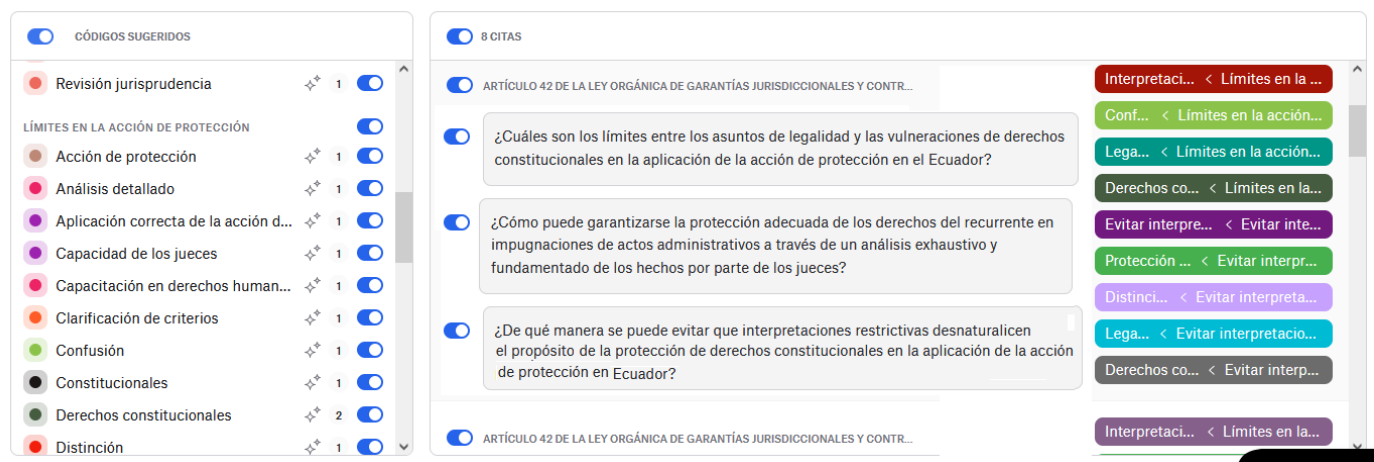 CÓDIGOS SUGERIDOS
Revisión jurisprudencia 1
LÍMITES EN LA ACCIÓN DE PROTECCIÓN
Acción de protección 1
Análisis detallado 1
Aplicación correcta de la acción d... 1
Capacidad de los jueces 1
Capacitación en derechos human... 1
Clarificación de criterios 1
Confusión 1
Constitucionales 1
Derechos constitucionales 2
Distinción 1
8 CITAS
ARTÍCULO 42 DE LA LEY ORGÁNICA DE GARANTÍAS JURISDICCIONALES Y CONTR...
¿Cuáles son los límites entre los asuntos de legalidad y las vulneraciones de derechos
constitucionales en la aplicación de la acción de protección en el Ecuador?
¿Cómo puede garantizarse la protección adecuada de los derechos del recurrente en
impugnaciones de actos administrativos a través de un análisis exhaustivo y
fundamentado de los hechos por parte de los jueces?
¿De qué manera se puede evitar que interpretaciones restrictivas desnaturalicen
el propósito de la protección de derechos constitucionales en la aplicación de la acción
de protección en Ecuador?
ARTÍCULO 42 DE LA LEY ORGÁNICA DE GARANTÍAS JURISDICCIONALES Y CONTR...
Interpretaci... < Límites en la ...
Conf... < Límites en la acción...
Lega... < Límites en la acción...
Derechos co... < Límites en la...
Evitar interpre... < Evitar inte...
Protección ... < Evitar interpr...
Distinci... < Evitar interpreta...
Lega... < Evitar interpretacio...
Derechos co... < Evitar interp...
Interpretaci... < Límites en la...